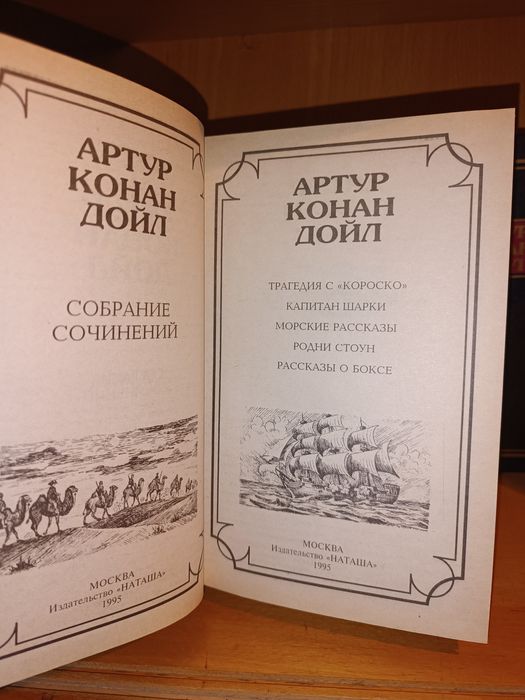 АРТУР
КОНАН
ДОЙЛ
СОБРАНИЕ
СОЧИНЕНИЙ
МОСКВА
Издательство «НАТАША»
1995
АРТУР
КОНАН
ДОЙЛ
ТРАГЕДИЯ С «КОРОСКО»
КАПИТАН ШАРКИ
МОРСКИЕ РАССКАЗЫ
РОДНИ СТОУН
РАССКАЗЫ О БОКСЕ
МОСКВА
Издательство «НАТАША»
1995